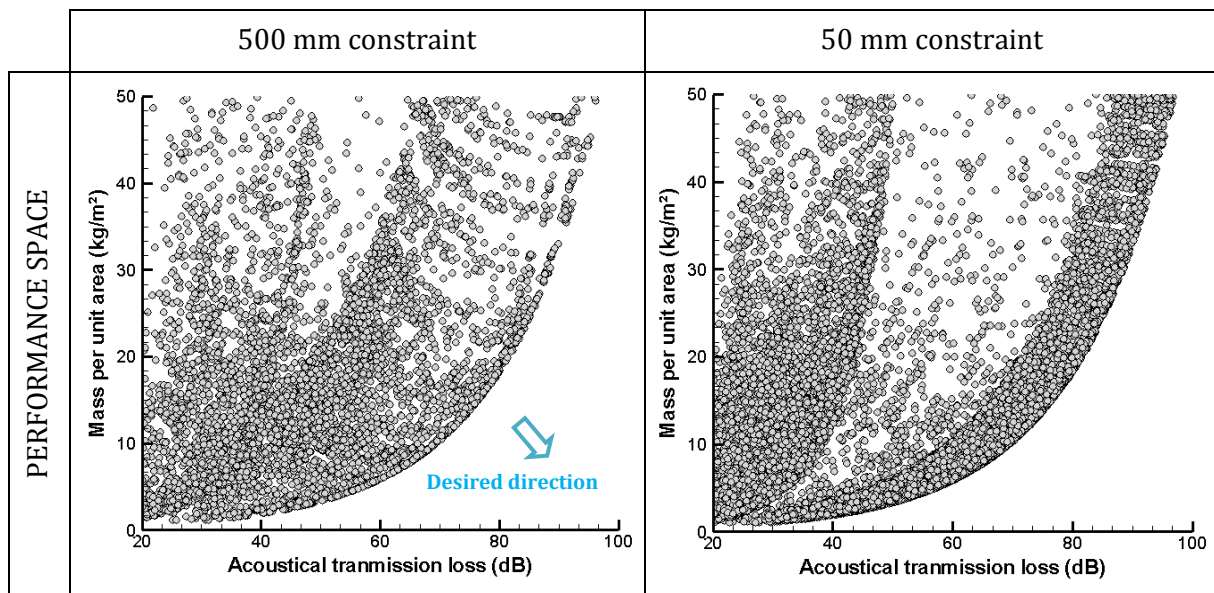 500 mm constraint
50 mm constraint
PERFORMANCE SPACE
50
40
30
20
10
0
Mass per unit area (kg/m²)
20
40
60
80
100
Acoustical tranmission loss (dB)
Desired direction
50
40
30
20
10
0
Mass per unit area (kg/m²)
20
40
60
80
100
Acoustical tranmission loss (dB)